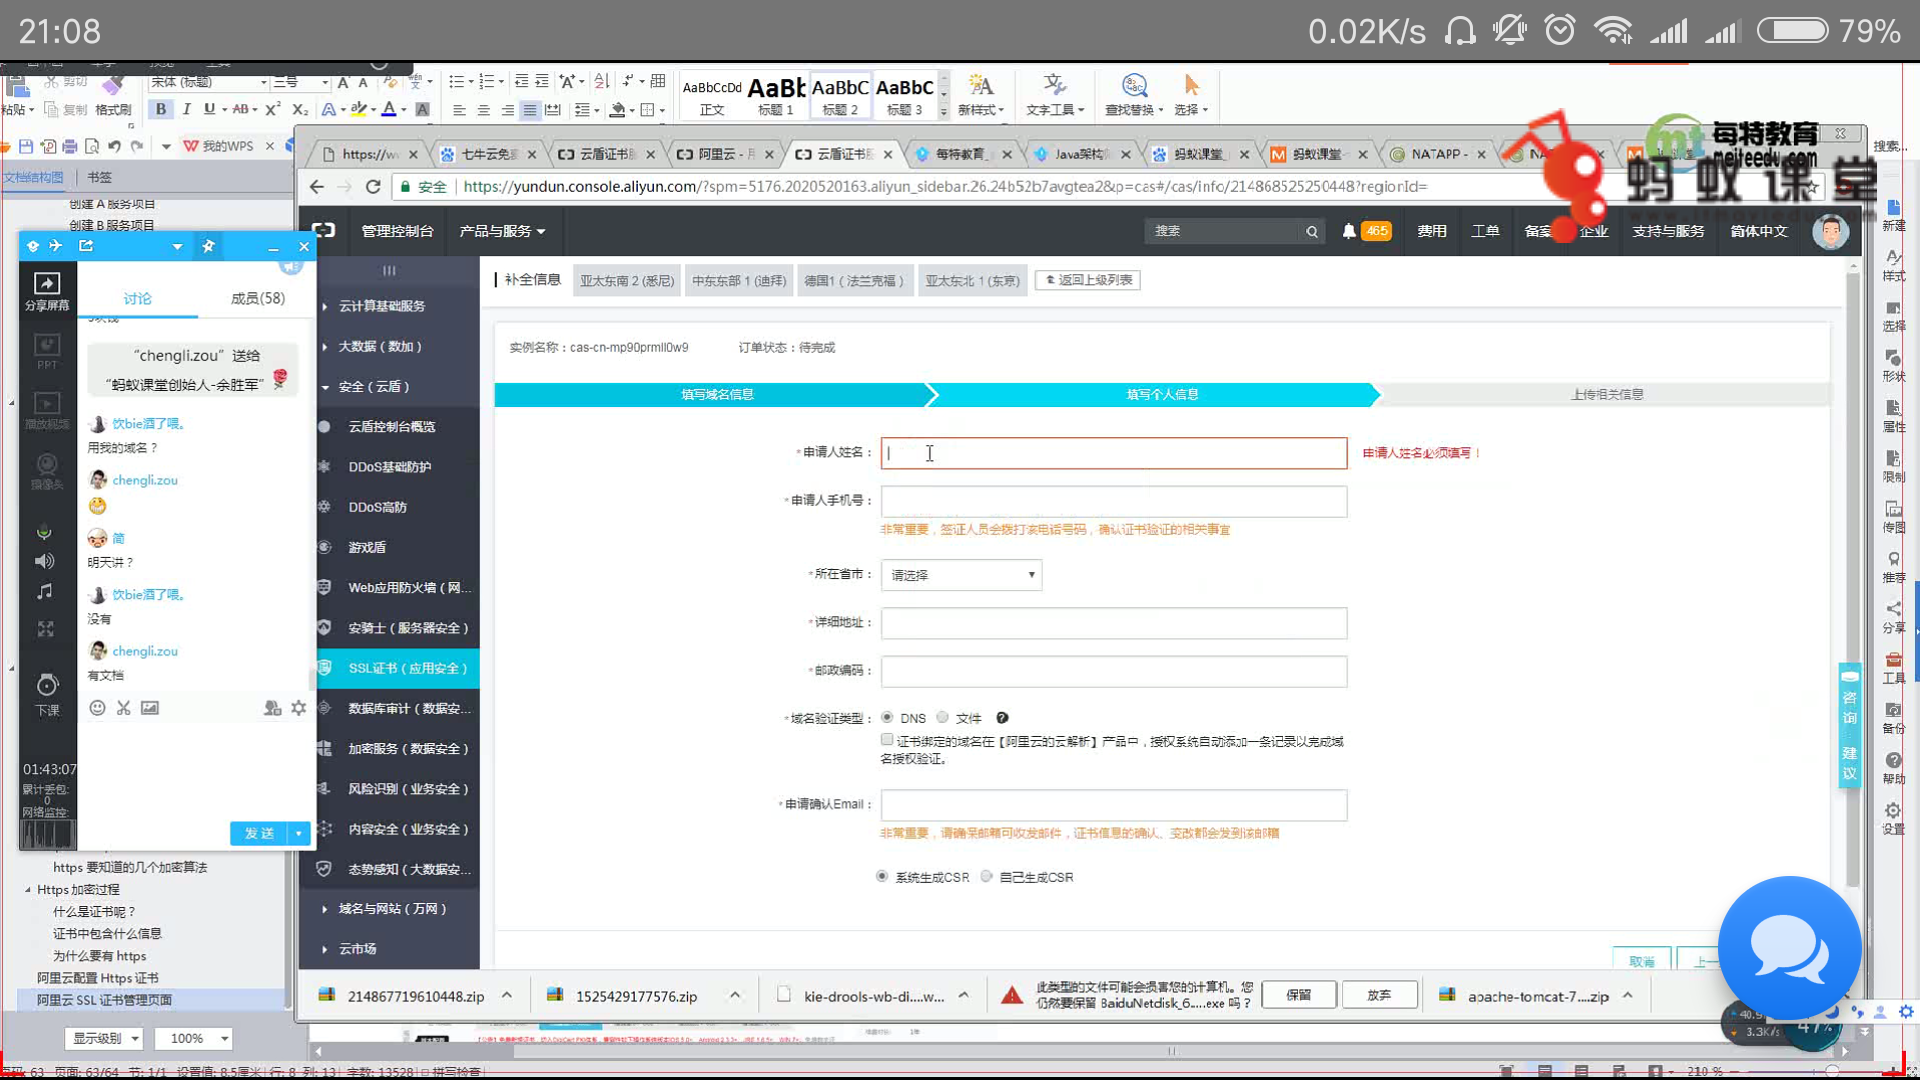 21:08
0.02K/s
79%
剪切
宋体 (标题)
三号
粘贴
复制
格式刷
AaBbCcDd
正文
AaBb
标题 1
AaBbC
标题 2
AaBbC
标题 3
新样式
文字工具
查找替换
选择
我的WPS
搜索...
每特教育
meiteedu.com
蚂蚁课堂
https://w
七牛云免
云盾证书
阿里云 -
云盾证书
每特教育_
Java架构
蚂蚁课堂_
蚂蚁课堂
NATAPP -
安全
https://yundun.console.aliyun.com/?spm=5176.2020520163.aliyun_sidebar.26.24b52b7avgtea2&p=cas#/cas/info/214868525250448?regionId=
文档结构图
书签
创建 A 服务项目
创建 B 服务项目
管理控制台
产品与服务
搜索
465
费用
工单
备案
企业
支持与服务
简体中文
分享屏幕
PPT
播放视频
摄像头
下课
01:43:07
累计丢包:
0
网络监控:
讨论
成员(58)
“chengli.zou”送给
“蚂蚁课堂创始人-余胜军”
饮bie酒了喂。
用我的域名？
chengli.zou
简
明天讲？
饮bie酒了喂。
没有
chengli.zou
有文档
发 送
云计算基础服务
大数据（数加）
安全（云盾）
云盾控制台概览
DDoS基础防护
DDoS高防
游戏盾
Web应用防火墙（网...
安骑士（服务器安全）
SSL证书（应用安全）
数据库审计（数据安...
加密服务（数据安全）
风险识别（业务安全）
内容安全（业务安全）
态势感知（大数据安...
域名与网站（万网）
云市场
补全信息
亚太东南 2 (悉尼)
中东东部 1 (迪拜)
德国1（法兰克福）
亚太东北 1 (东京)
返回上级列表
实例名称：cas-cn-mp90prmll0w9
订单状态：待完成
填写域名信息
填写个人信息
上传相关信息
*申请人姓名：
申请人姓名必须填写！
*申请人手机号：
非常重要，签证人员会拨打该电话号码，确认证书验证的相关事宜
*所在省市：
请选择
*详细地址：
*邮政编码：
*域名验证类型：
DNS
文件
证书绑定的域名在【阿里云的云解析】产品中，授权系统自动添加一条记录以完成域
名授权验证。
*申请确认Email：
非常重要，请确保邮箱可收发邮件，证书信息的确认、变改都会发到该邮箱
系统生成CSR
自己生成CSR
取消
上一
咨询·建议
新建
样式
选择
形状
属性
限制
传图
推荐
分享
工具
备份
帮助
设置
https 要知道的几个加密算法
Https 加密过程
什么是证书呢？
证书中包含什么信息
为什么要有 https
阿里云配置 Https 证书
阿里云 SSL 证书管理页面
显示级别
100%
214867719610448.zip
1525429177576.zip
kie-drools-wb-di....w...
此类型的文件可能会损害您的计算机。您
仍然要保留 BaiduNetdisk_6....exe 吗？
保留
放弃
apache-tomcat-7....zip
3.3K/s
47%
页面: 63/64
节: 1/1
设置值: 8.5厘米
行: 8
列: 13
字数: 13528
拼写检查
210 %